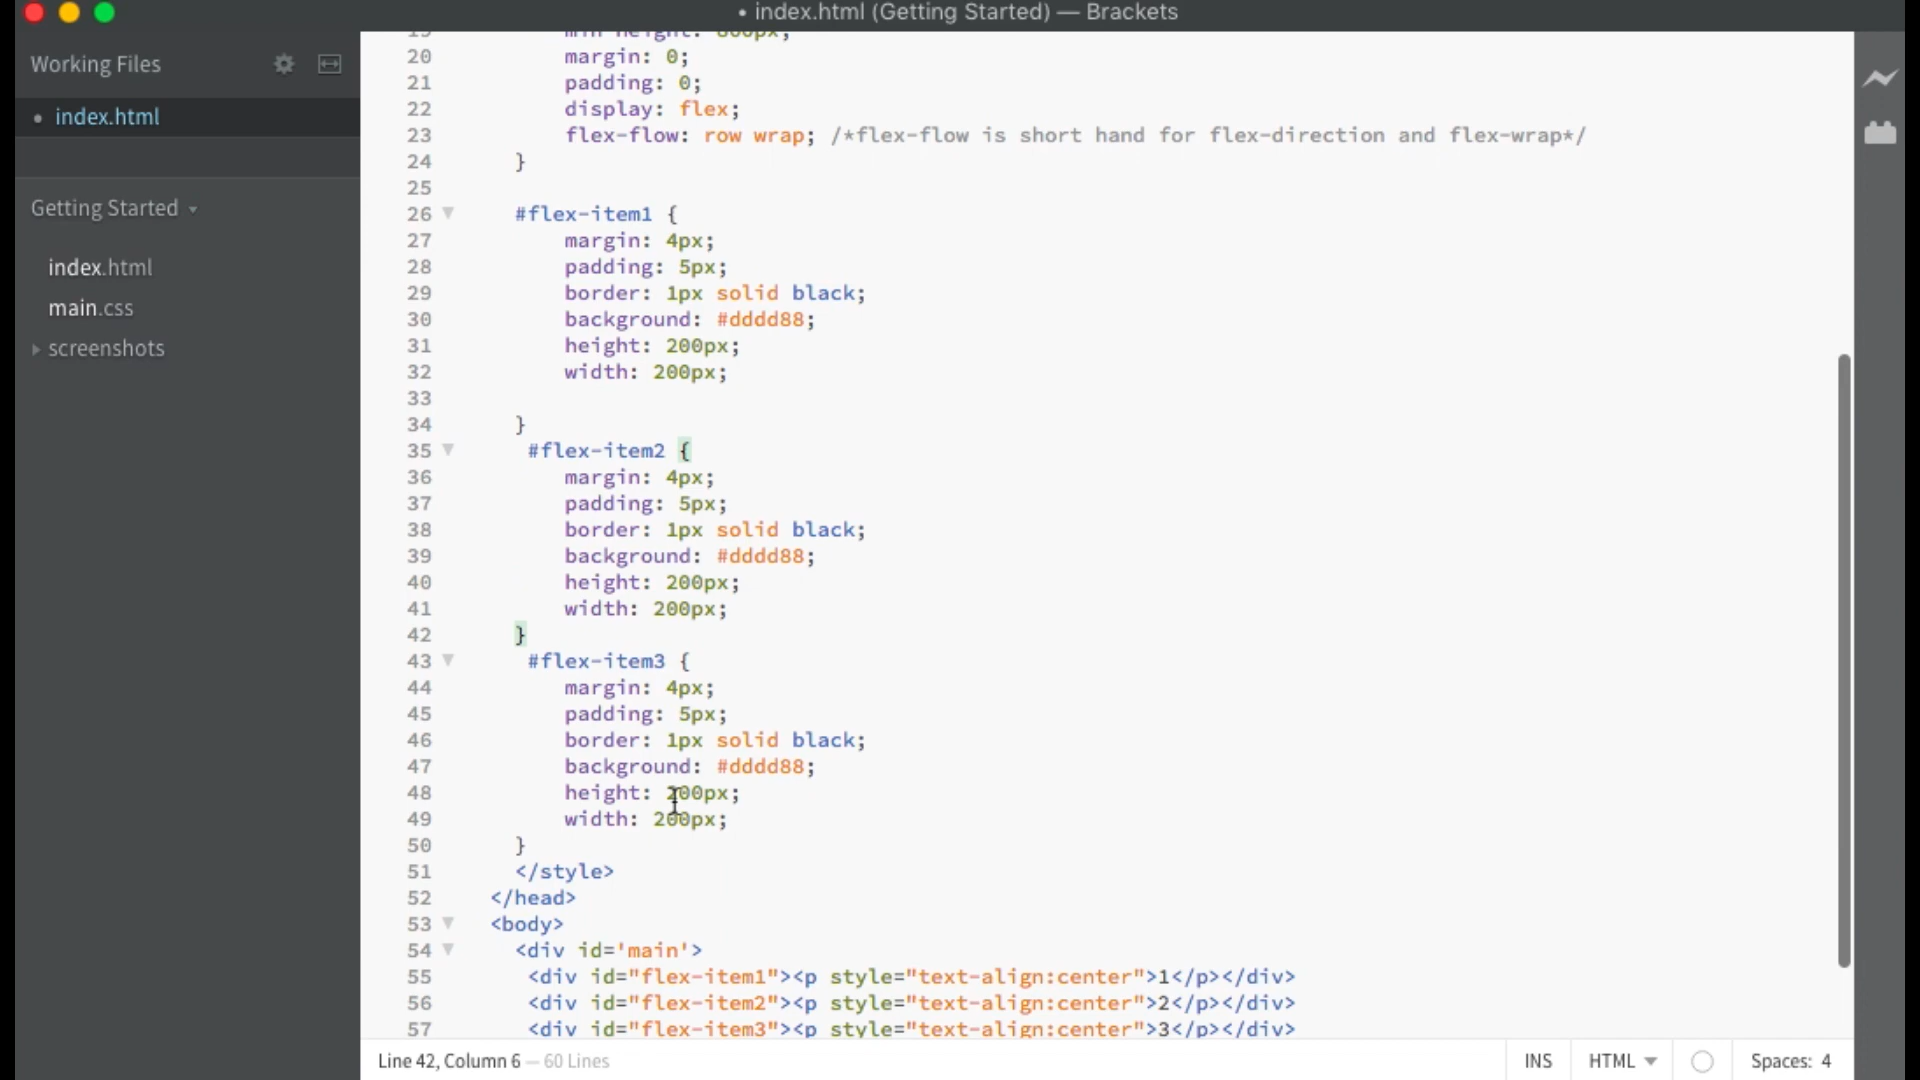 • index.html (Getting Started) — Brackets
Working Files
• index.html
Getting Started
index.html
main.css
screenshots
19 min-height: 800px;
20 margin: 0;
21 padding: 0;
22 display: flex;
23 flex-flow: row wrap; /*flex-flow is short hand for flex-direction and flex-wrap*/
24 }
25
26 #flex-item1 {
27 margin: 4px;
28 padding: 5px;
29 border: 1px solid black;
30 background: #dddd88;
31 height: 200px;
32 width: 200px;
33
34 }
35 #flex-item2 {
36 margin: 4px;
37 padding: 5px;
38 border: 1px solid black;
39 background: #dddd88;
40 height: 200px;
41 width: 200px;
42 }
43 #flex-item3 {
44 margin: 4px;
45 padding: 5px;
46 border: 1px solid black;
47 background: #dddd88;
48 height: 200px;
49 width: 200px;
50 }
51 </style>
52 </head>
53 <body>
54 <div id='main'>
55 <div id="flex-item1"><p style="text-align:center">1</p></div>
56 <div id="flex-item2"><p style="text-align:center">2</p></div>
57 <div id="flex-item3"><p style="text-align:center">3</p></div>
Line 42, Column 6 — 60 Lines
INS
HTML
Spaces: 4